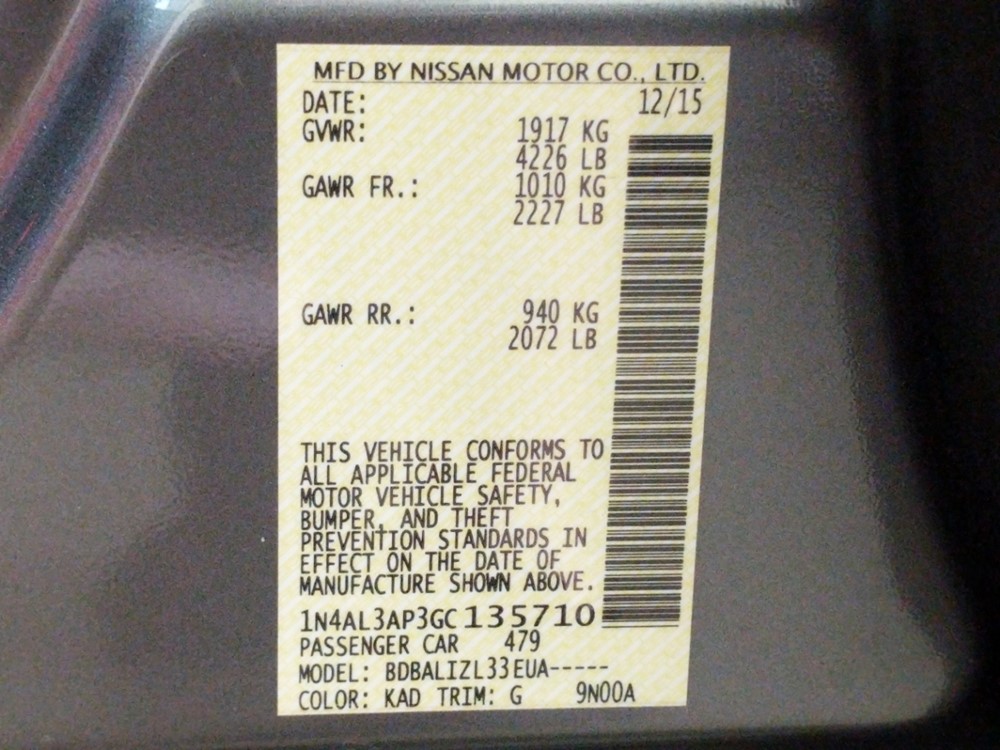 MFD BY NISSAN MOTOR CO., LTD.
DATE: 12/15
GVWR: 1917 KG
4226 LB
GAWR FR.: 1010 KG
2227 LB
GAWR RR.: 940 KG
2072 LB
THIS VEHICLE CONFORMS TO
ALL APPLICABLE FEDERAL
MOTOR VEHICLE SAFETY,
BUMPER, AND THEFT
PREVENTION STANDARDS IN
EFFECT ON THE DATE OF
MANUFACTURE SHOWN ABOVE.
1N4AL3AP3GC135710
PASSENGER CAR 479
MODEL: BDBALIZL33EUA-----
COLOR: KAD TRIM: G 9N00A